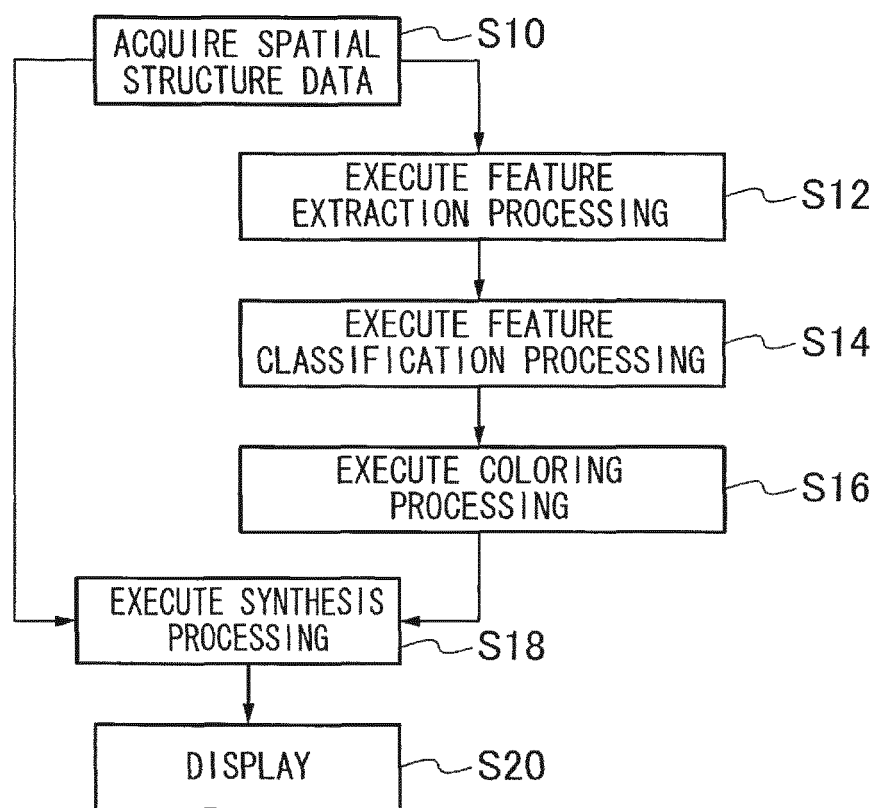 ACQUIRE SPATIAL
STRUCTURE DATA
S10
EXECUTE FEATURE
EXTRACTION PROCESSING
S12
EXECUTE FEATURE
CLASSIFICATION PROCESSING
S14
EXECUTE COLORING
PROCESSING
S16
EXECUTE SYNTHESIS
PROCESSING
S18
DISPLAY
S20